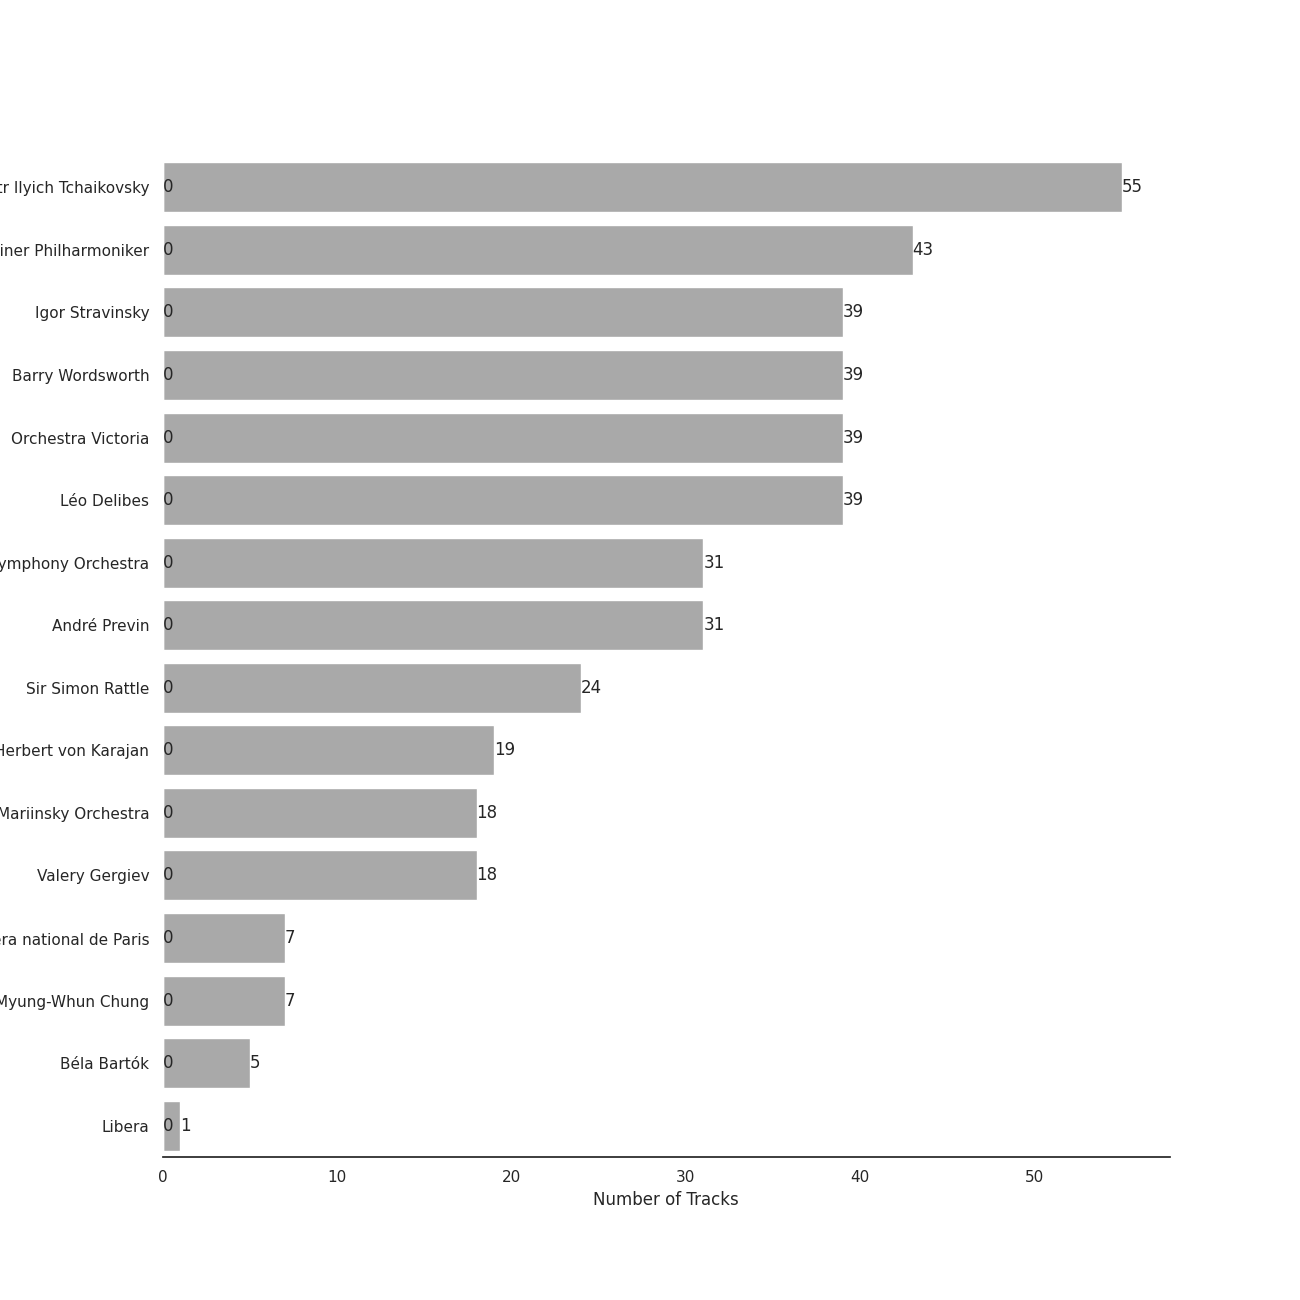 tr Ilyich Tchaikovsky 0 55
iner Philharmoniker 0 43
Igor Stravinsky 0 39
Barry Wordsworth 0 39
Orchestra Victoria 0 39
Léo Delibes 0 39
ymphony Orchestra 0 31
André Previn 0 31
Sir Simon Rattle 0 24
Herbert von Karajan 0 19
Mariinsky Orchestra 0 18
Valery Gergiev 0 18
era national de Paris 0 7
Myung-Whun Chung 0 7
Béla Bartók 0 5
Libera 0 1
0 10 20 30 40 50
Number of Tracks